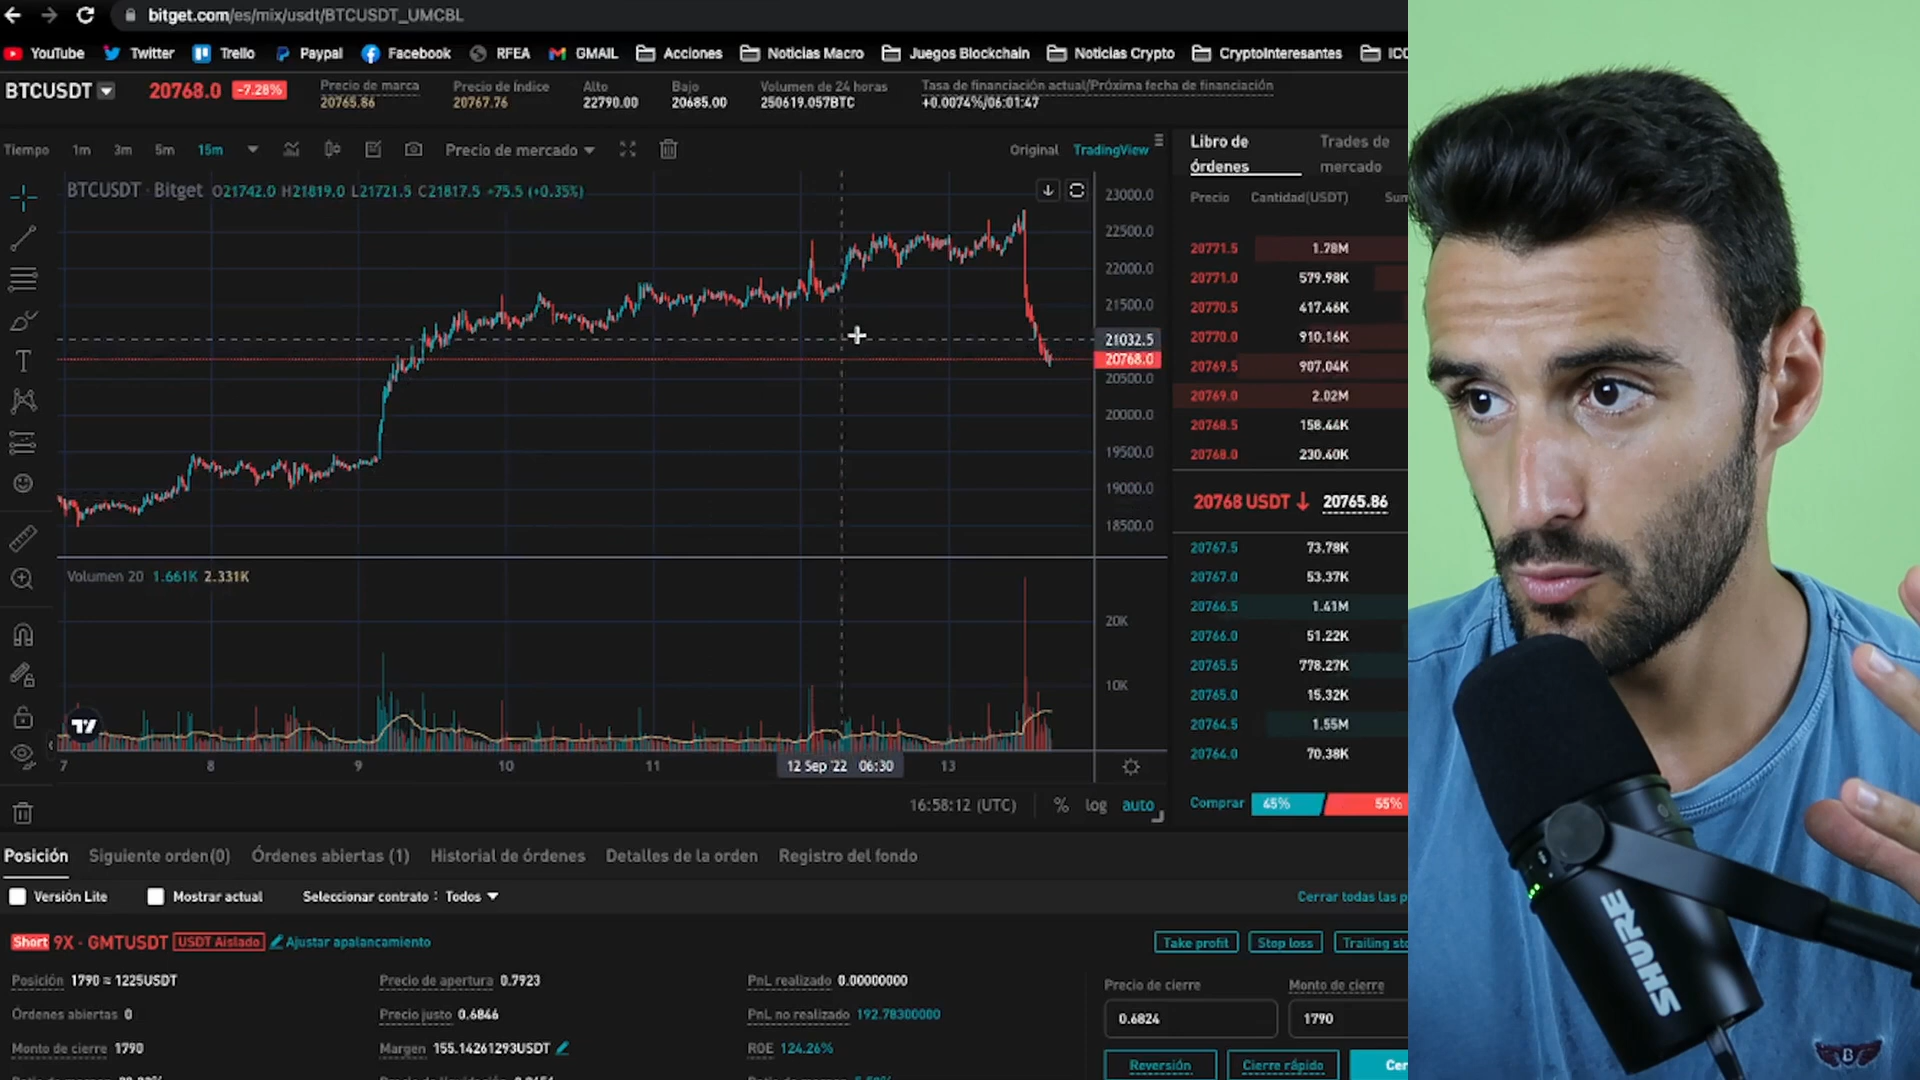 bitget.com/es/mix/usdt/BTCUSDT_UMCBL
YouTube Twitter Trello Paypal Facebook RFEA GMAIL Acciones Noticias Macro Juegos Blockchain Noticias Crypto CryptoInteresantes
BTCUSDT 20768.0 -7.28%
Precio de marca 20765.86
Precio de índice 20767.76
Alto 22790.00
Bajo 20685.00
Volumen de 24 horas 250619.057BTC
Tasa de financiación actual/Próxima fecha de financiación
+0.0074%/06:01:47
Tiempo 1m 3m 5m 15m Precio de mercado Original TradingView
BTCUSDT · Bitget O21742.0 H21819.0 L21721.5 C21817.5 +75.5 (+0.35%)
23000.0
22500.0
22000.0
21500.0
21032.5
20768.0
20500.0
20000.0
19500.0
19000.0
18500.0
Volumen 20 1.661K 2.331K
20K
10K
7 8 9 10 11 12 Sep '22 06:30 13
16:58:12 (UTC) % log auto
Libro de órdenes
Trades de mercado
Precio Cantidad(USDT)
20771.5 1.78M
20771.0 579.98K
20770.5 417.46K
20770.0 910.16K
20769.5 907.04K
20769.0 2.02M
20768.5 158.44K
20768.0 230.40K
20768 USDT ↓ 20765.86
20767.5 73.78K
20767.0 53.37K
20766.5 1.41M
20766.0 51.22K
20765.5 778.27K
20765.0 15.32K
20764.5 1.55M
20764.0 70.38K
Comprar 45% 55%
Posición Siguiente orden(0) Órdenes abiertas (1) Historial de órdenes Detalles de la orden Registro del fondo
Versión Lite Mostrar actual Seleccionar contrato : Todos
Cerrar todas las p
Short 9X · GMTUSDT USDT Aislado Ajustar apalancamiento
Take profit Stop loss Trailing sto
Posición 1790 ≈ 1225USDT
Precio de apertura 0.7923
PnL realizado 0.00000000
Precio de cierre
Monto de cierre
Órdenes abiertas 0
Precio justo 0.6846
PnL no realizado 192.78300000
0.6824
1790
Monto de cierre 1790
Margen 155.14261293USDT
ROE 124.26%
Reversión Cierre rápido
SHURE
B